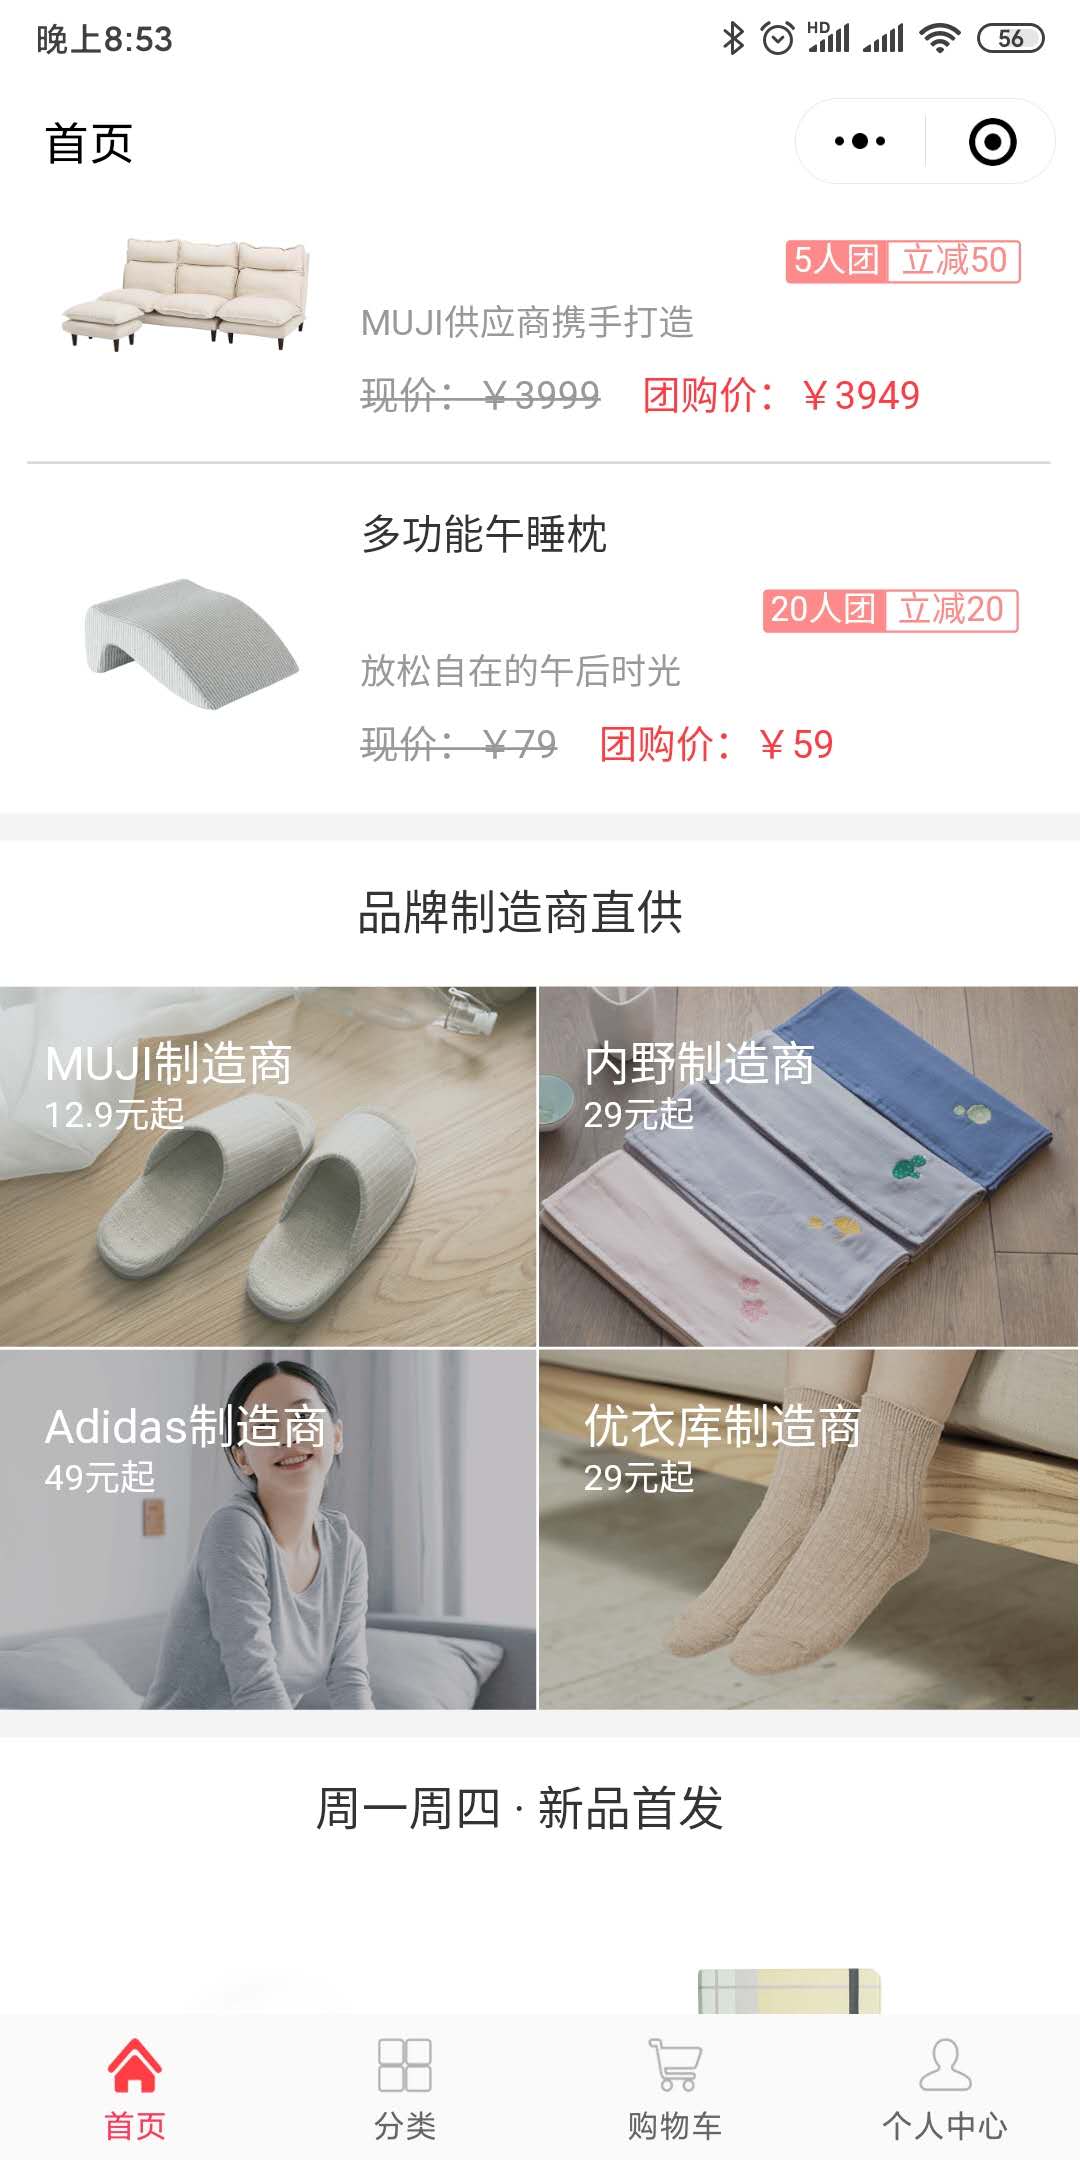 晚上8:53
HD
56
首页
5人团 立减50
MUJI供应商携手打造
现价：￥3999 团购价：￥3949
多功能午睡枕
20人团 立减20
放松自在的午后时光
现价：￥79 团购价：￥59
品牌制造商直供
MUJI制造商
12.9元起
内野制造商
29元起
Adidas制造商
49元起
优衣库制造商
29元起
周一周四 · 新品首发
首页
分类
购物车
个人中心